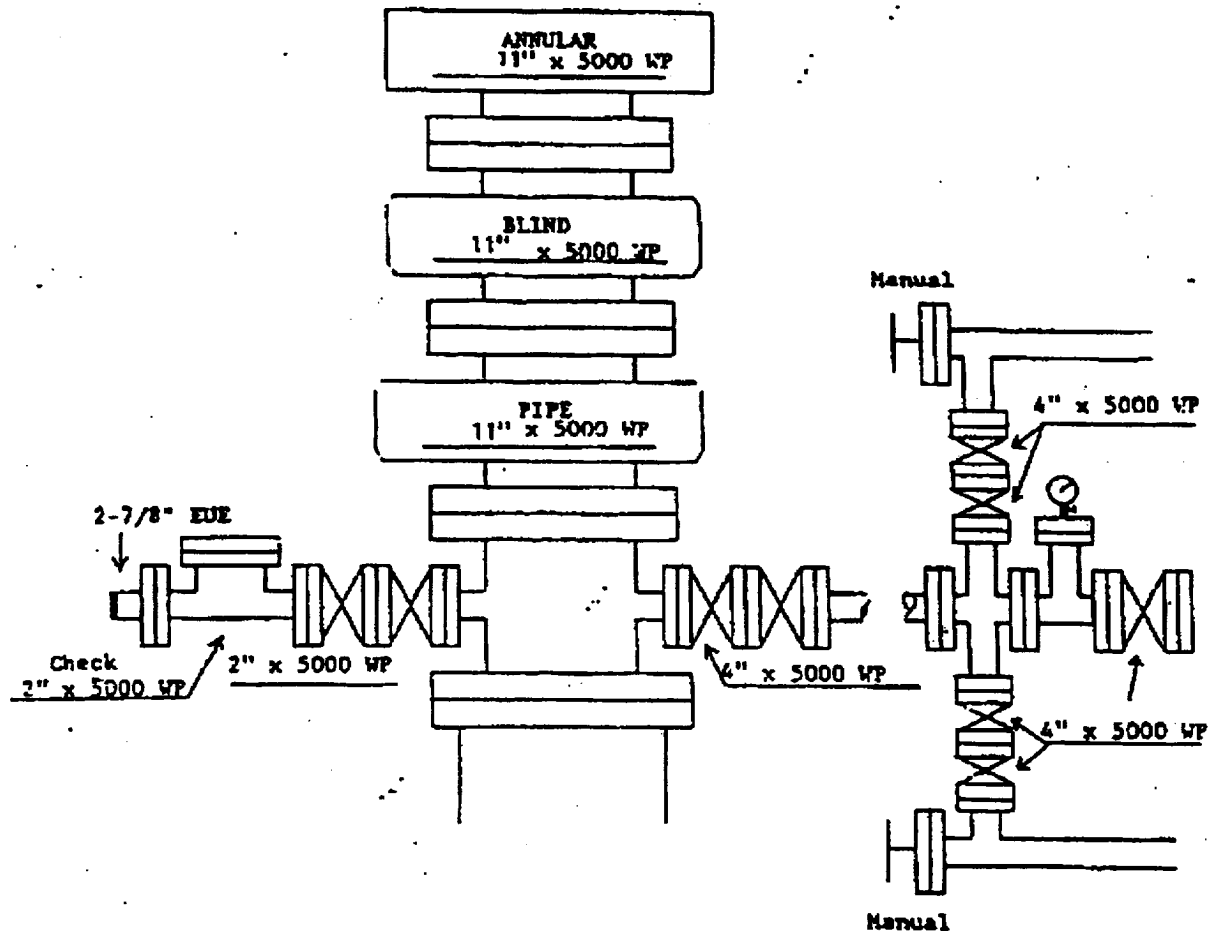 ANNULAR
11" x 5000 WP
BLIND
11" x 5000 WP
Manual
PIPE
11" x 5000 WP
4" x 5000 WP
2-7/8" EUE
Check
2" x 5000 WP
2" x 5000 WP
4" x 5000 WP
4" x 5000 WP
Manual